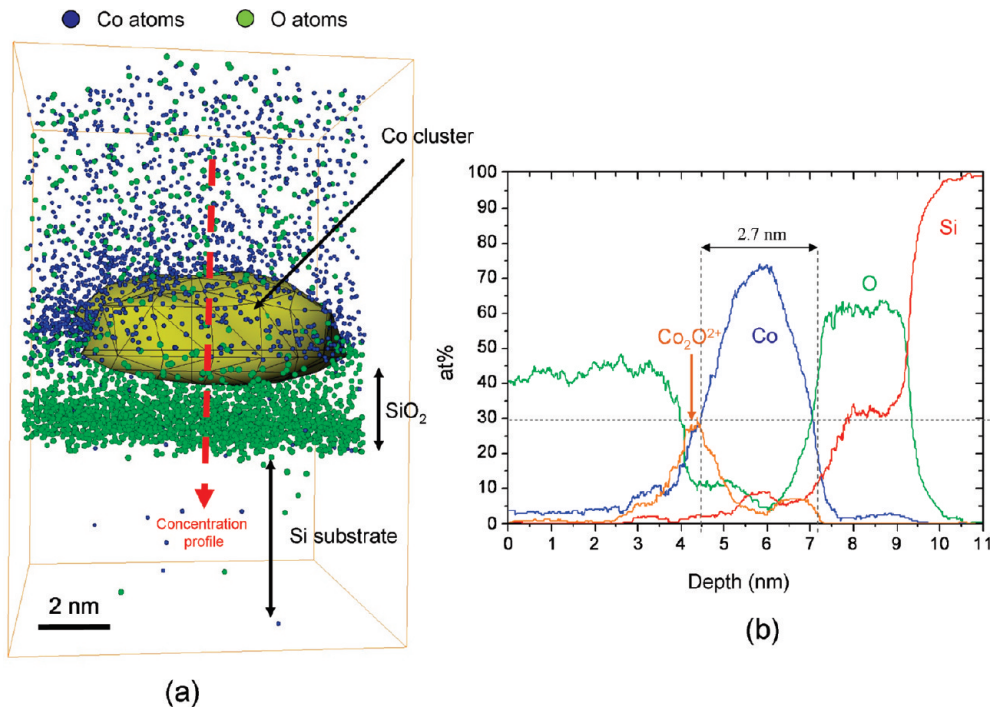 Co atoms
O atoms
Co cluster
SiO2
Concentration
profile
Si substrate
2 nm
(a)
100
90
80
70
60
50
40
30
20
10
0
at%
2.7 nm
Si
O
Co
Co2O2+
0 1 2 3 4 5 6 7 8 9 10 11
Depth (nm)
(b)